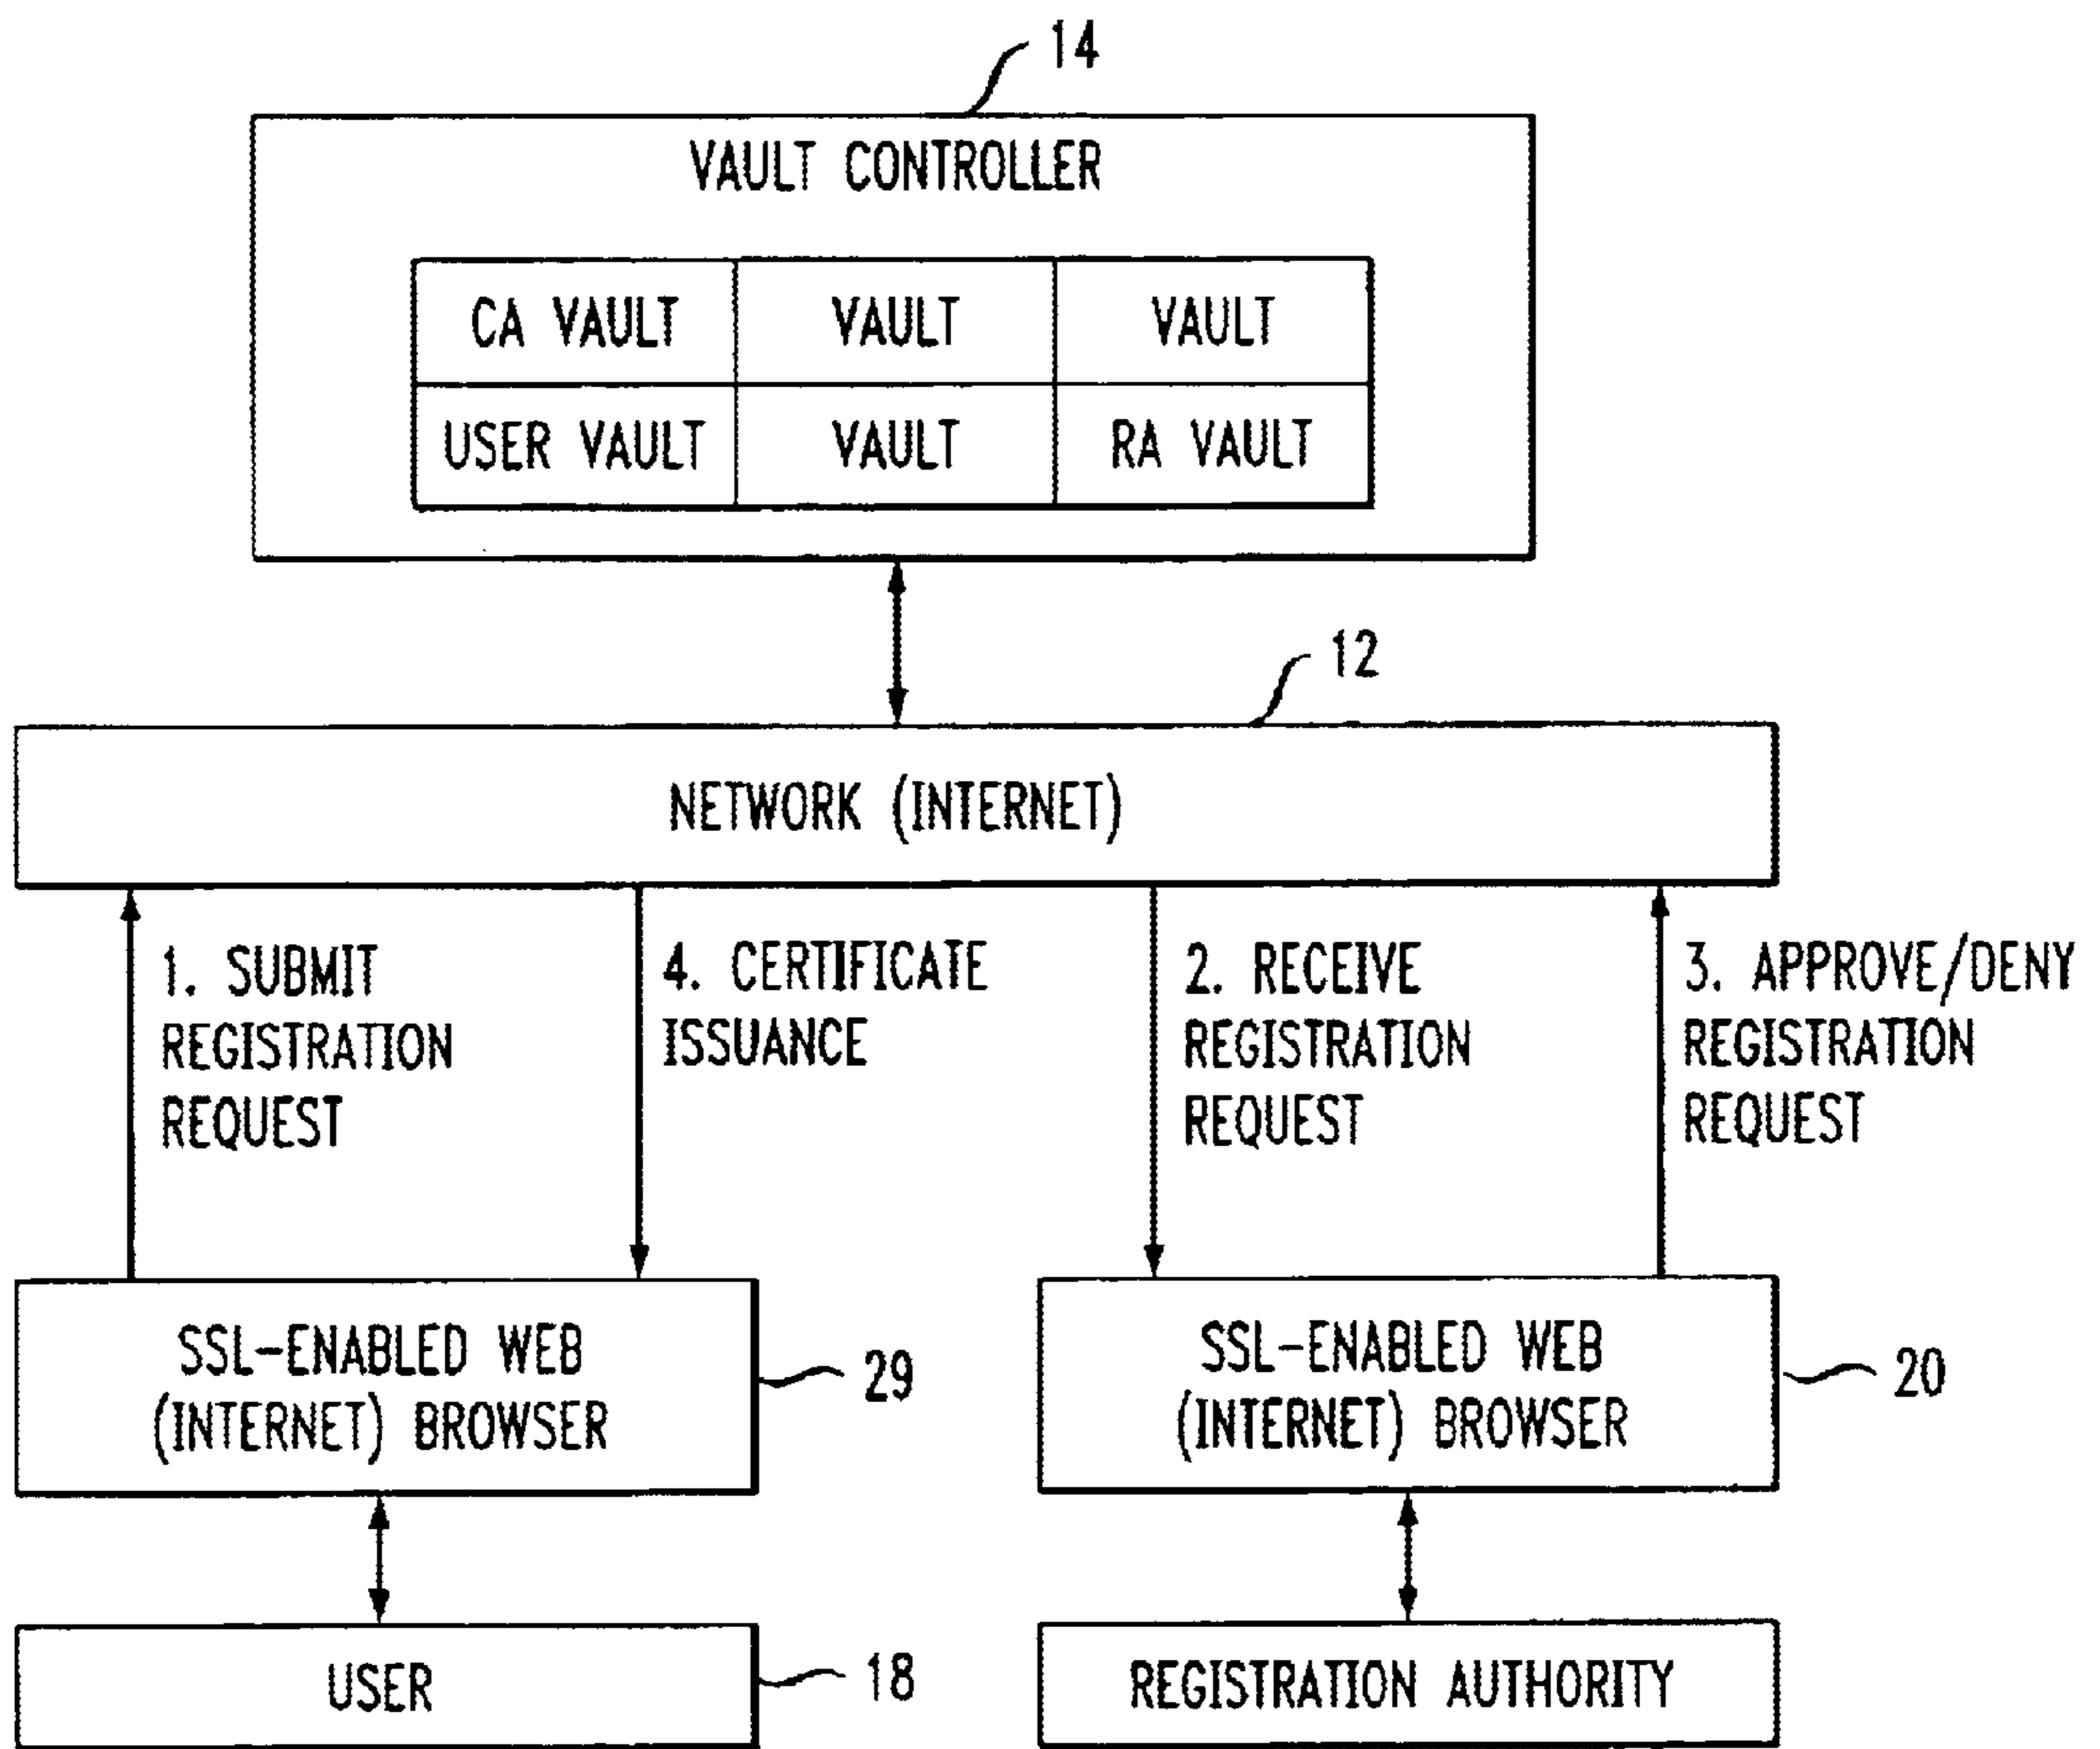 14
VAULT CONTROLLER
CA VAULT VAULT VAULT
USER VAULT VAULT RA VAULT
12
NETWORK (INTERNET)
1. SUBMIT
REGISTRATION
REQUEST
4. CERTIFICATE
ISSUANCE
2. RECEIVE
REGISTRATION
REQUEST
3. APPROVE/DENY
REGISTRATION
REQUEST
SSL-ENABLED WEB
(INTERNET) BROWSER
29
SSL-ENABLED WEB
(INTERNET) BROWSER
20
USER
18
REGISTRATION AUTHORITY